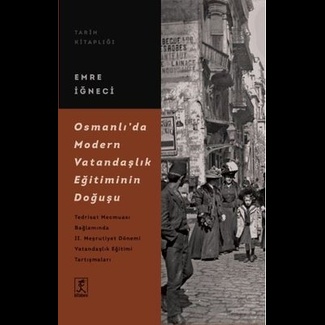 TARİH
KİTAPLIĞI
EMRE
İĞNECİ
Osmanlı'da
Modern
Vatandaşlık
Eğitiminin
Doğuşu
Tedrisat Mecmuası
Bağlamında
II. Meşrutiyet Dönemi
Vatandaşlık Eğitimi
Tartışmaları